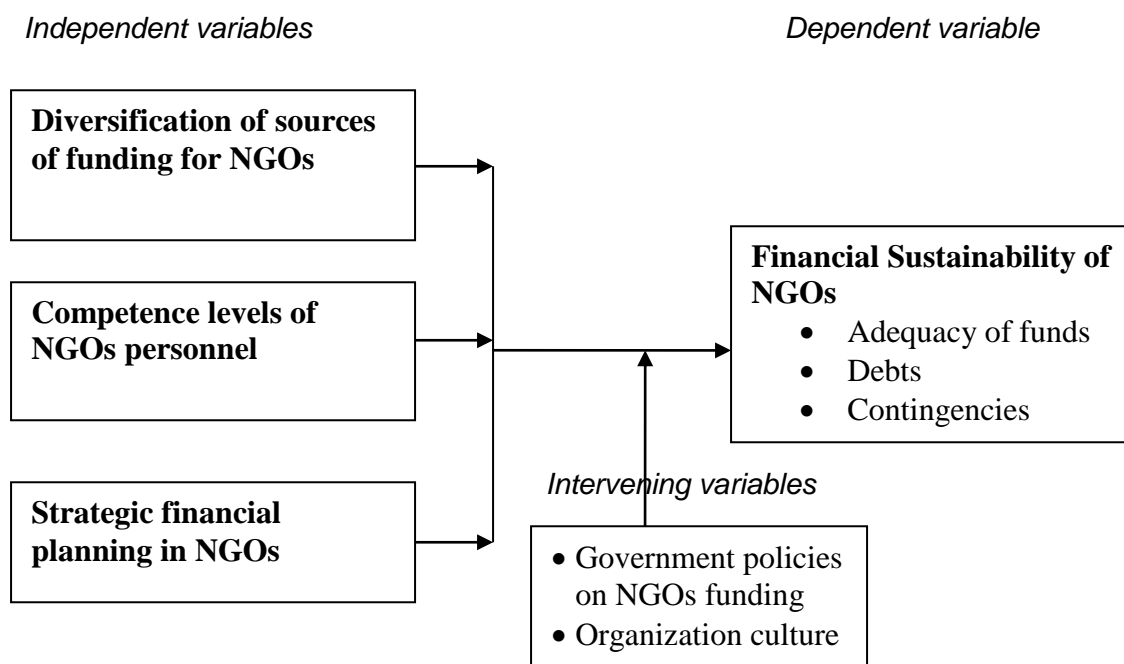 Independent variables
Dependent variable
Diversification of sources
of funding for NGOs
Competence levels of
NGOs personnel
Strategic financial
planning in NGOs
Financial Sustainability of
NGOs
• Adequacy of funds
• Debts
• Contingencies
Intervening variables
• Government policies
on NGOs funding
• Organization culture